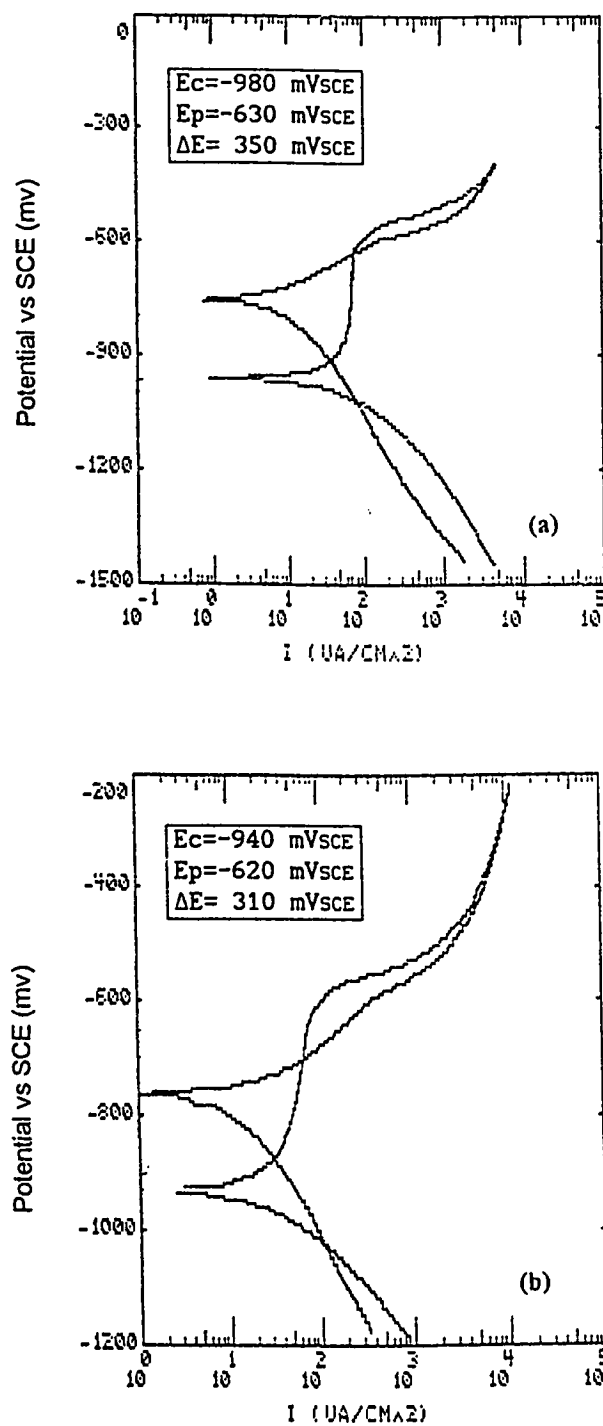 0
Ec=-980 mVSCE
Ep=-630 mVSCE
ΔE= 350 mVSCE
-300
-600
-900
-1200
-1500
Potential vs SCE (mv)
(a)
10^-1 10^0 10^1 10^2 10^3 10^4 10^5
I (UA/CM^2)
-200
Ec=-940 mVSCE
Ep=-620 mVSCE
ΔE= 310 mVSCE
-400
-600
-800
-1000
-1200
Potential vs SCE (mv)
(b)
10^0 10^1 10^2 10^3 10^4 10^5
I (UA/CM^2)